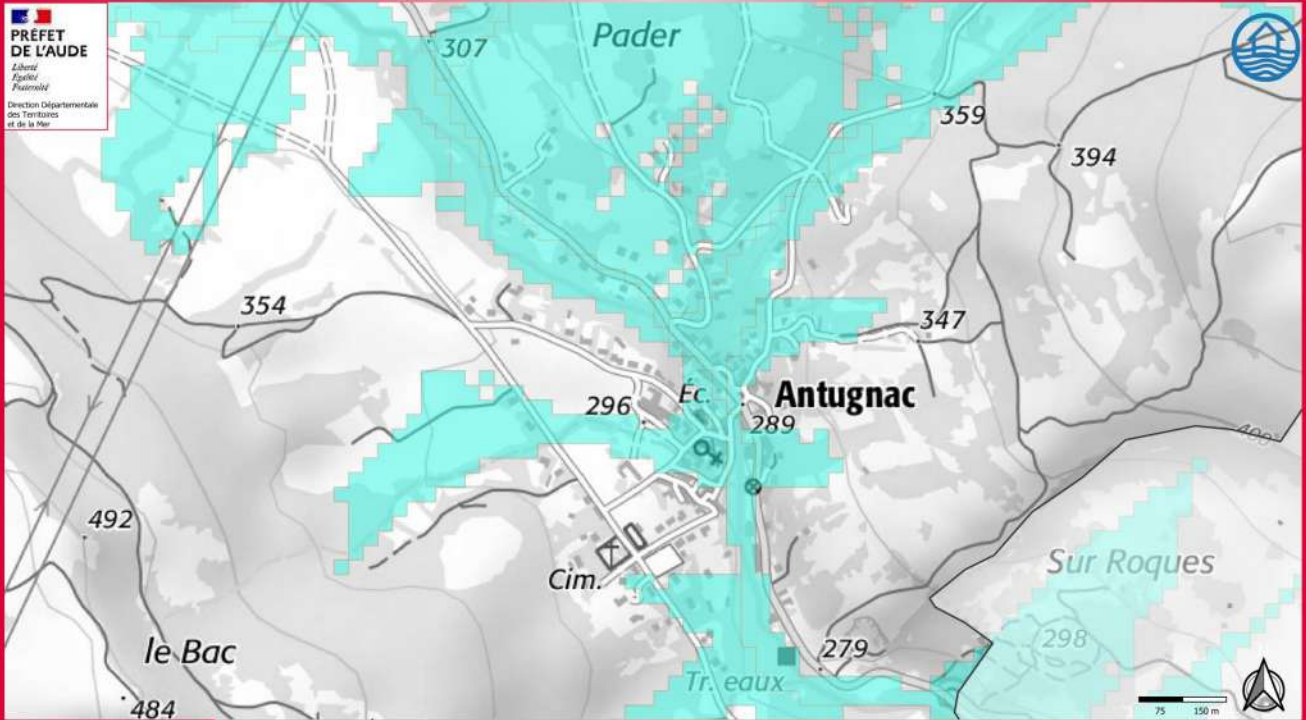 PRÉFET
DE L'AUDE
Liberté
Égalité
Fraternité
Direction Départementale
des Territoires
et de la Mer
307
Pader
359
394
354
347
Éc.
Antugnac
296
289
400
492
Sur Roques
Cim.
298
le Bac
279
Tr. eaux
484
75 150 m